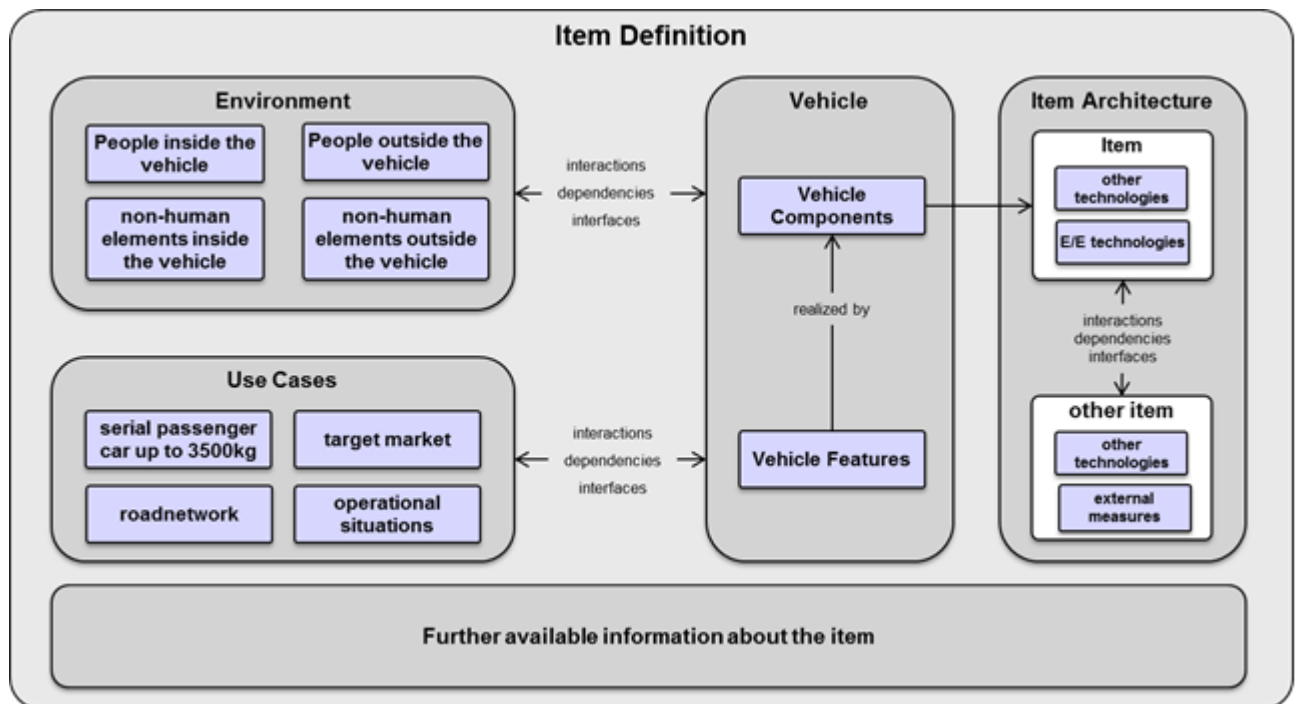 Item Definition
Environment
People inside the
vehicle
People outside the
vehicle
non-human
elements inside
the vehicle
non-human
elements outside
the vehicle
interactions
dependencies
interfaces
Use Cases
serial passenger
car up to 3500kg
target market
roadnetwork
operational
situations
interactions
dependencies
interfaces
Vehicle
Vehicle
Components
realized by
Vehicle Features
Item Architecture
Item
other
technologies
E/E technologies
interactions
dependencies
interfaces
other item
other
technologies
external
measures
Further available information about the item